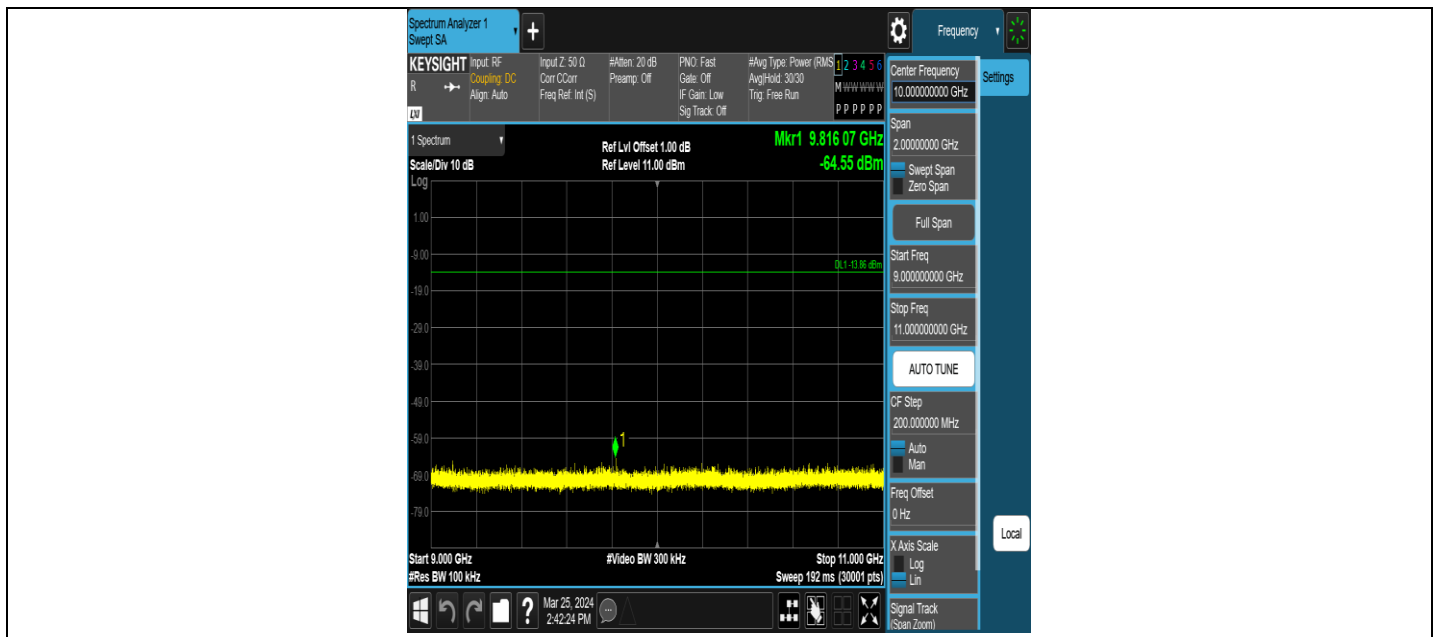 Spectrum Analyzer 1
Swept SA
+
Frequency
KEYSIGHT
R
LXI
Input: RF
Coupling: DC
Align: Auto
Input Z: 50 Ω
Corr CCorr
Freq Ref: Int (S)
#Atten: 20 dB
Preamp: Off
PNO: Fast
Gate: Off
IF Gain: Low
Sig Track: Off
#Avg Type: Power (RMS
Avg|Hold: 30/30
Trig: Free Run
1 2 3 4 5 6
M W W W W W
P P P P P P
1 Spectrum
Scale/Div 10 dB
Log
Ref Lvl Offset 1.00 dB
Ref Level 11.00 dBm
Mkr1 9.816 07 GHz
-64.55 dBm
1.00
-9.00
DL1 -13.86 dBm
-19.0
-29.0
-39.0
-49.0
-59.0
1
-69.0
-79.0
Start 9.000 GHz
#Video BW 300 kHz
Stop 11.000 GHz
#Res BW 100 kHz
Sweep 192 ms (30001 pts)
?
Mar 25, 2024
2:42:24 PM
Center Frequency
10.000000000 GHz
Settings
Span
2.00000000 GHz
Swept Span
Zero Span
Full Span
Start Freq
9.000000000 GHz
Stop Freq
11.000000000 GHz
AUTO TUNE
CF Step
200.000000 MHz
Auto
Man
Freq Offset
0 Hz
X Axis Scale
Log
Lin
Local
Signal Track
(Span Zoom)